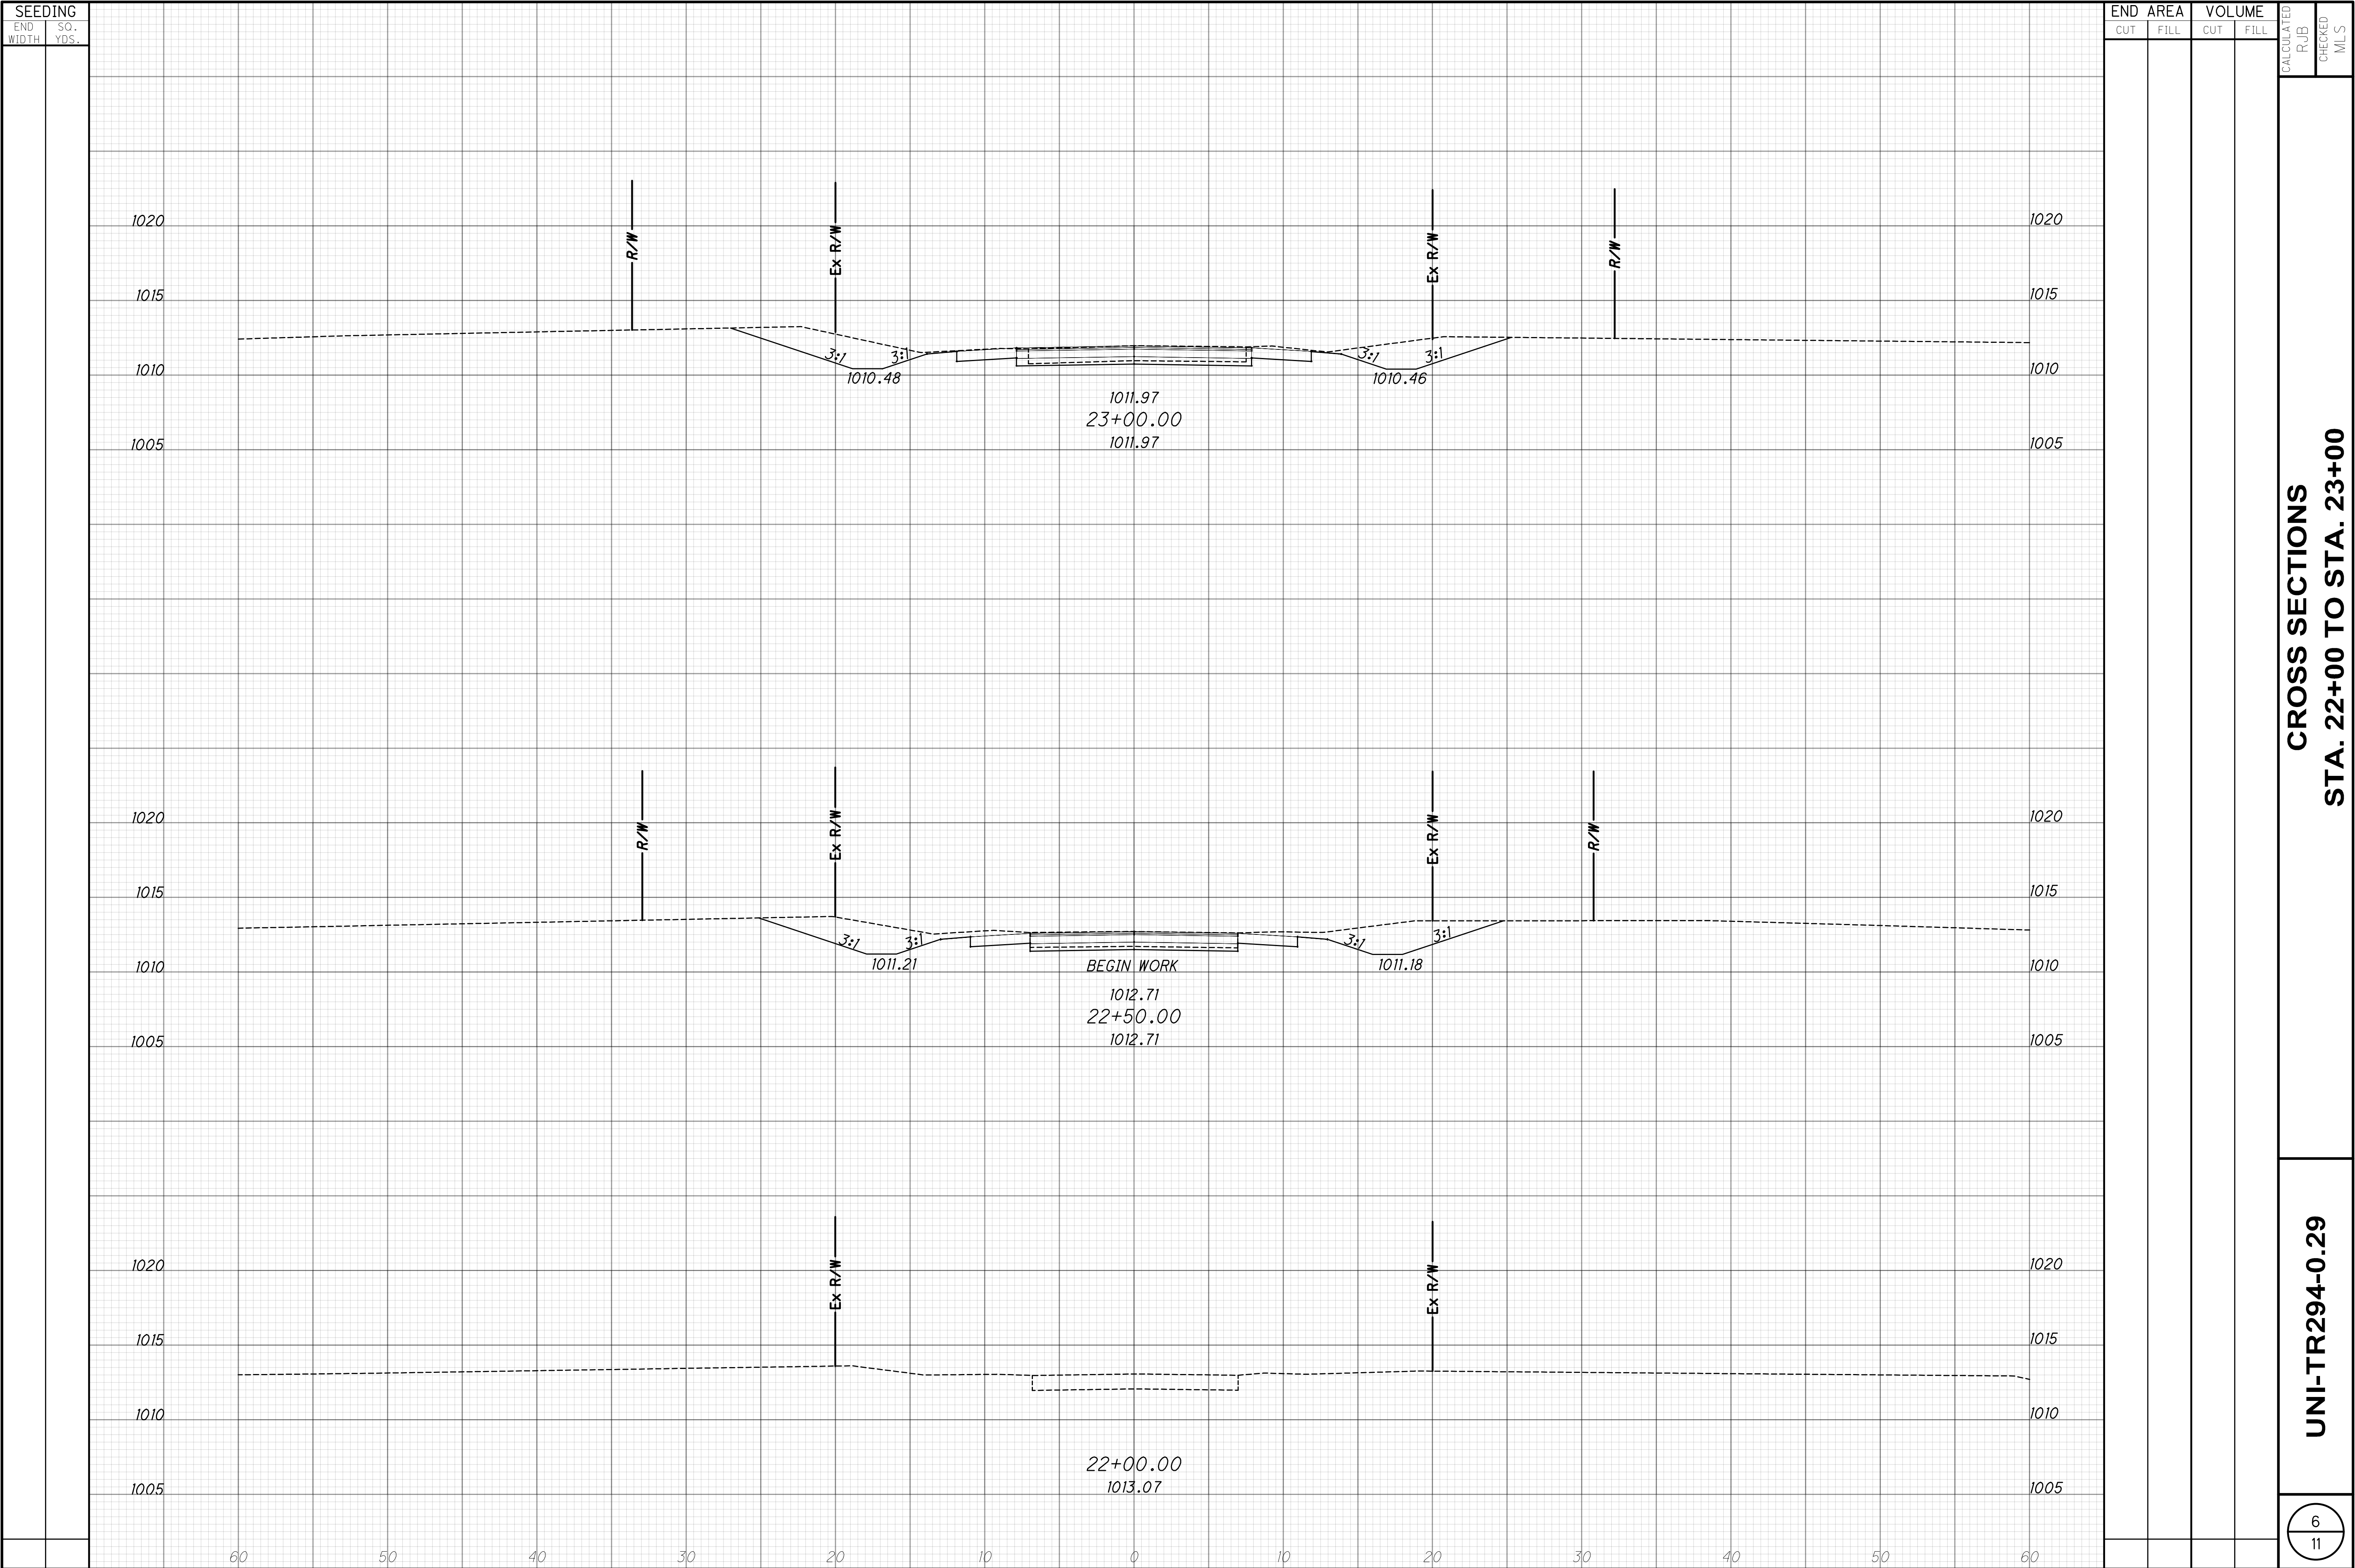 SEEDING
END WIDTH
SQ. YDS.
END AREA
VOLUME
CUT
FILL
CUT
FILL
CALCULATED
RJB
CHECKED
MLS
R/W
Ex R/W
Ex R/W
R/W
1020
1020
1015
1015
1010
1010
1005
1005
3:1
3:1
3:1
3:1
1010.48
1010.46
1011.97
23+00.00
1011.97
R/W
Ex R/W
Ex R/W
R/W
1020
1020
1015
1015
1010
1010
1005
1005
3:1
3:1
3:1
3:1
1011.21
1011.18
BEGIN WORK
1012.71
22+50.00
1012.71
Ex R/W
Ex R/W
1020
1020
1015
1015
1010
1010
1005
1005
22+00.00
1013.07
60 50 40 30 20 10 0 10 20 30 40 50 60
CROSS SECTIONS
STA. 22+00 TO STA. 23+00
UNI-TR294-0.29
6
11